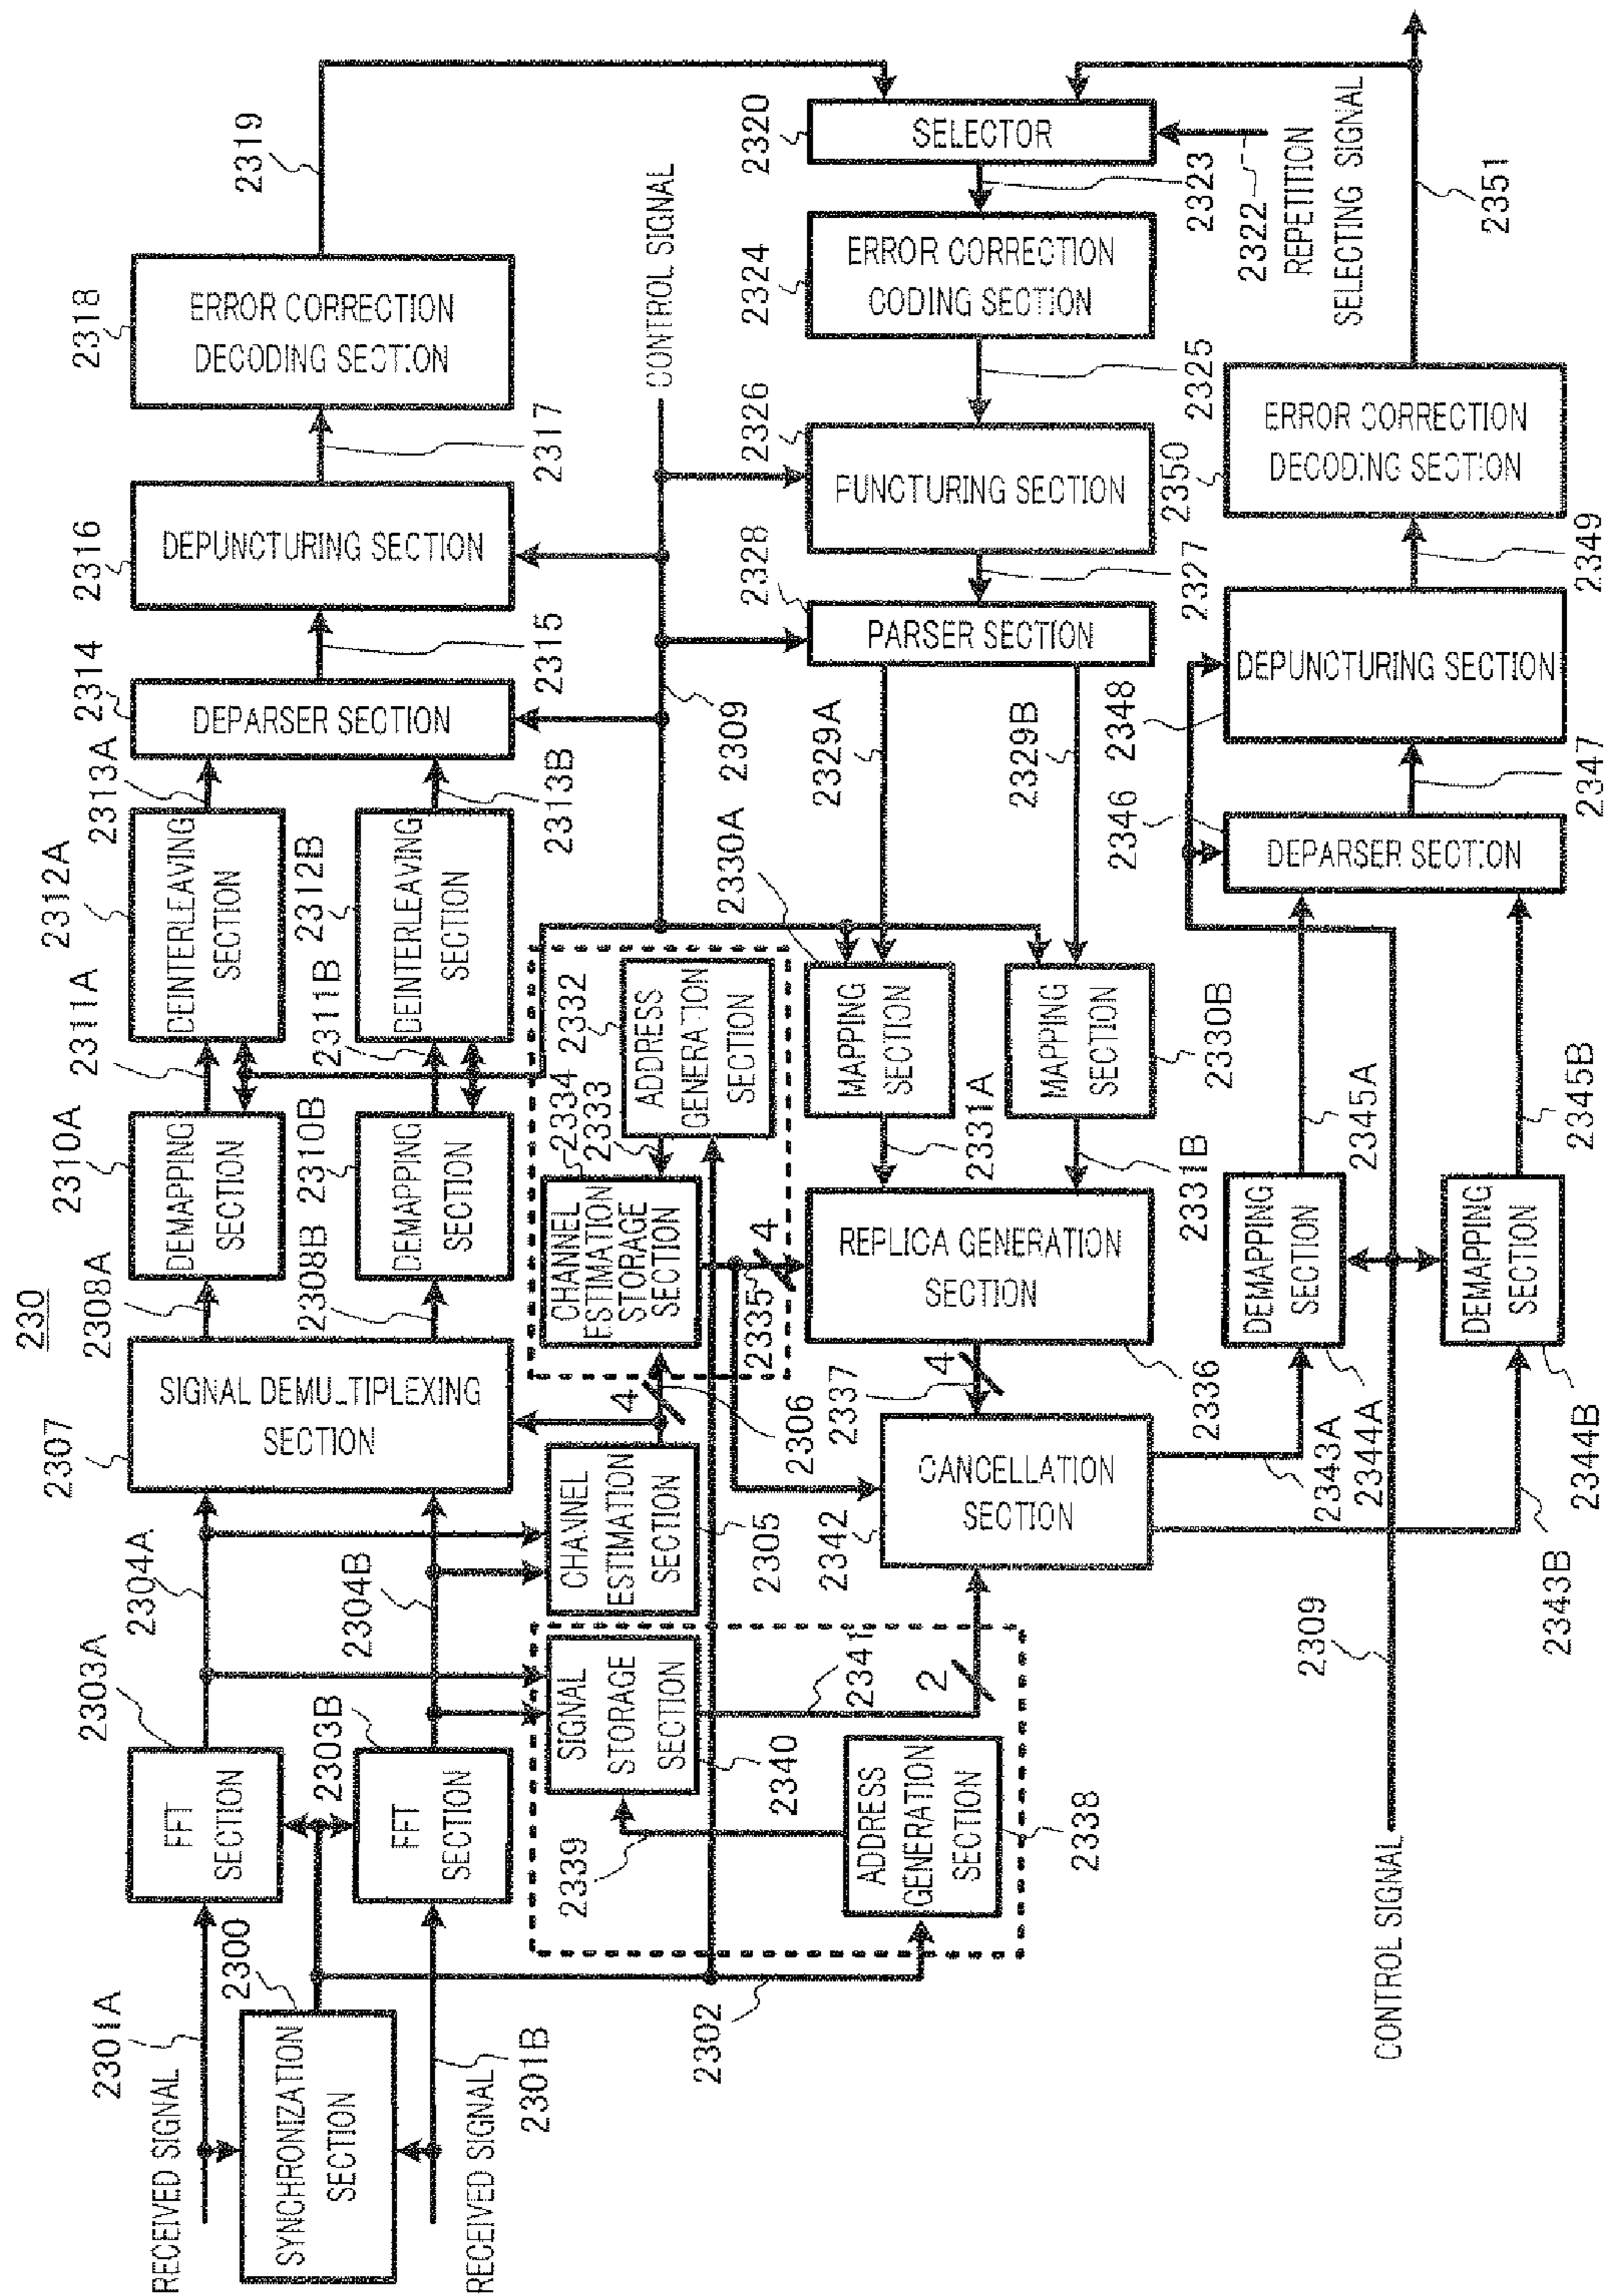 230
RECEIVED SIGNAL
2301A
SYNCHRONIZATION
SECTION
2300
RECEIVED SIGNAL
2301B
2302
FFT
SECTION
2303A
FFT
SECTION
2303B
2304A
2304B
SIGNAL DEMULTIPLEXING
SECTION
2307
2308A
2308B
DEMAPPING
SECTION
2310A
DEMAPPING
SECTION
2310B
2311A
2311B
DEINTERLEAVING
SECTION
2312A
DEINTERLEAVING
SECTION
2312B
2313A
2313B
DEPARSER SECTION
2314
2315
DEPUNCTURING SECTION
2316
2317
ERROR CORRECTION
DECODING SECTION
2318
2319
CHANNEL
ESTIMATION
SECTION
2305
4
2306
CHANNEL
ESTIMATION
STORAGE
SECTION
2334
2333
ADDRESS
GENERATION
SECTION
2332
4
2335
CONTROL SIGNAL
2309
SIGNAL
STORAGE
SECTION
2340
2339
ADDRESS
GENERATION
SECTION
2338
2
2341
CANCELLATION
SECTION
2342
4
2337
REPLICA GENERATION
SECTION
2336
2331A
2331B
MAPPING
SECTION
2330A
MAPPING
SECTION
2330B
2329A
2329B
PARSER SECTION
2328
2327
PUNCTURING SECTION
2326
2325
ERROR CORRECTION
CODING SECTION
2324
2323
SELECTOR
2320
2322
REPETITION
SELECTING SIGNAL
2343A
2343B
DEMAPPING
SECTION
2344A
DEMAPPING
SECTION
2344B
2345A
2345B
DEPARSER SECTION
2346
2347
DEPUNCTURING SECTION
2348
2349
ERROR CORRECTION
DECODING SECTION
2350
2351
CONTROL SIGNAL
2309